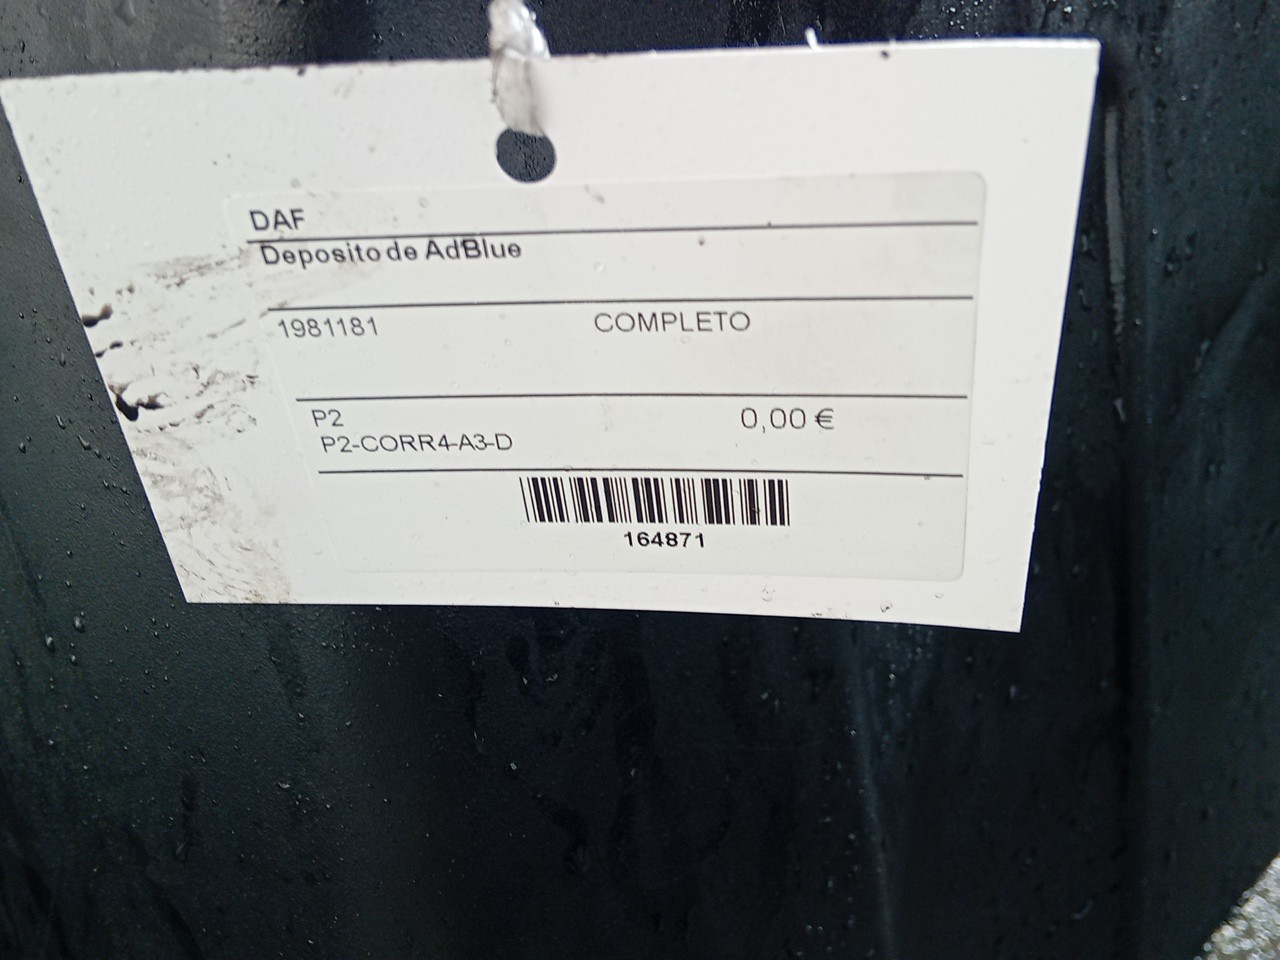 DAF
Deposito de AdBlue
1981181 COMPLETO
P2 0,00 €
P2-CORR4-A3-D
164871